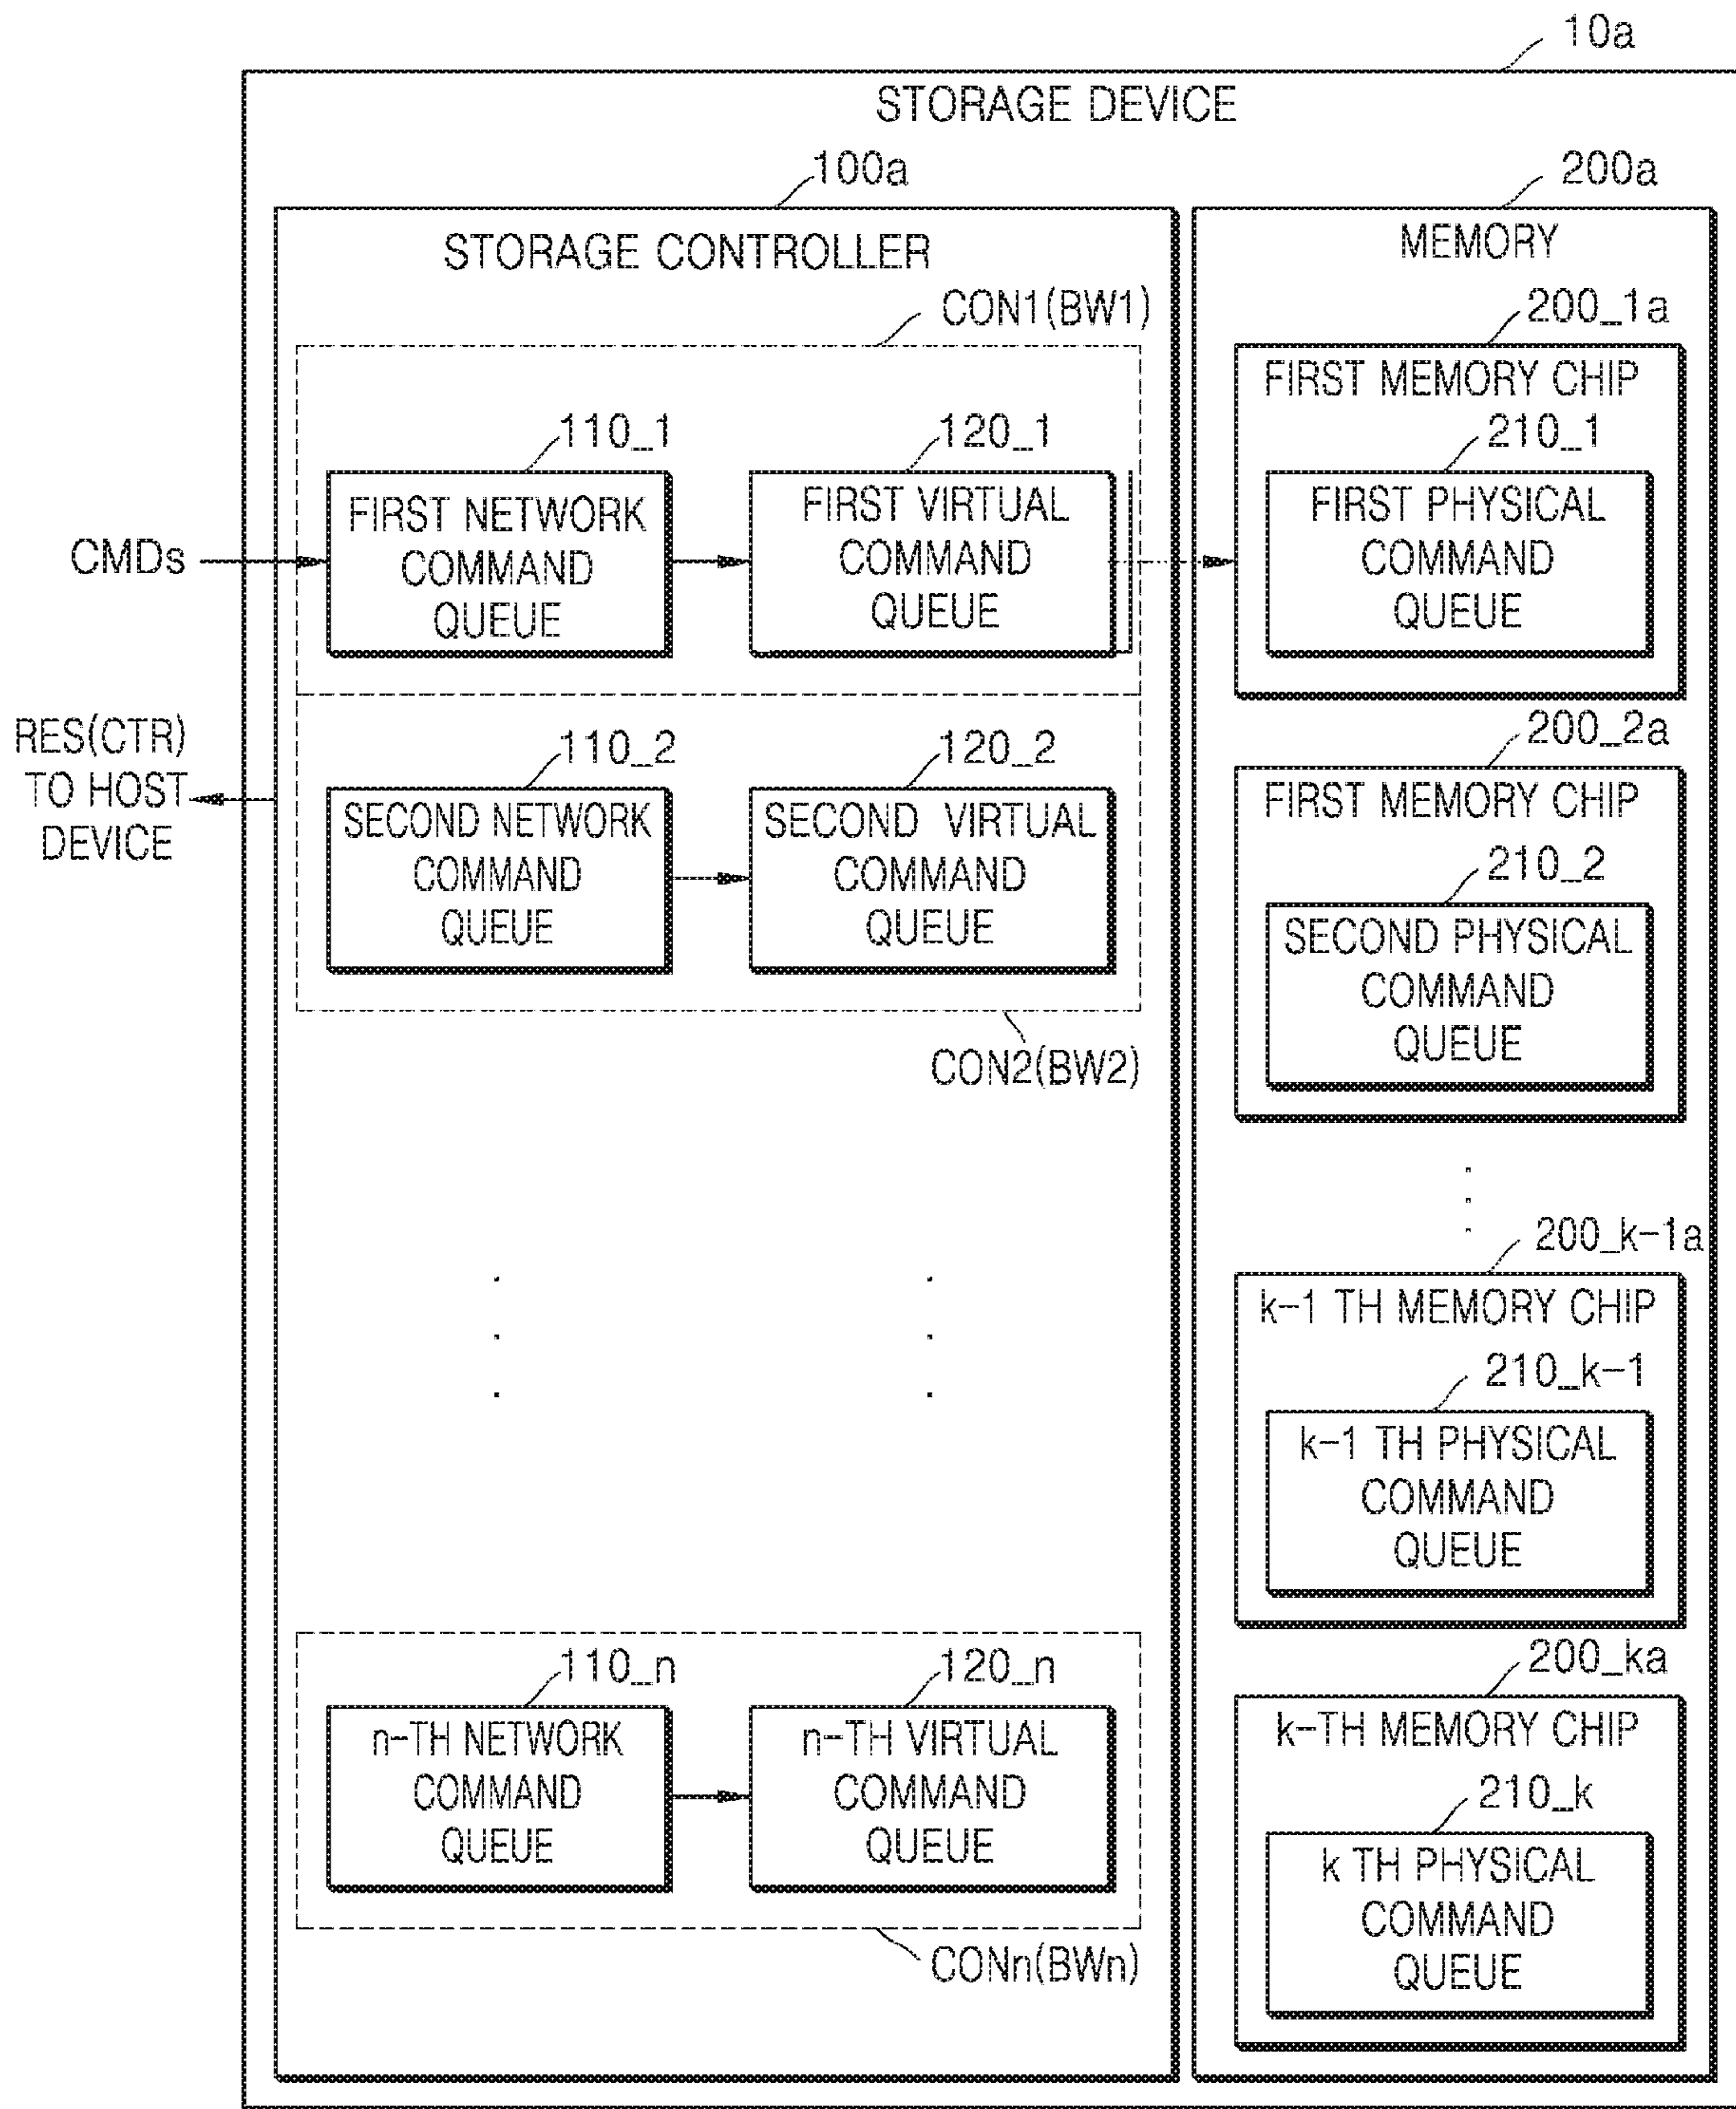 10a
STORAGE DEVICE
100a
200a
STORAGE CONTROLLER
MEMORY
CON1(BW1)
200_1a
FIRST MEMORY CHIP
110_1
120_1
210_1
CMDs
FIRST NETWORK
COMMAND
QUEUE
FIRST VIRTUAL
COMMAND
QUEUE
FIRST PHYSICAL
COMMAND
QUEUE
RES(CTR)
TO HOST
DEVICE
110_2
120_2
200_2a
FIRST MEMORY CHIP
210_2
SECOND NETWORK
COMMAND
QUEUE
SECOND VIRTUAL
COMMAND
QUEUE
SECOND PHYSICAL
COMMAND
QUEUE
CON2(BW2)
200_k-1a
k-1 TH MEMORY CHIP
210_k-1
k-1 TH PHYSICAL
COMMAND
QUEUE
110_n
120_n
200_ka
k-TH MEMORY CHIP
210_k
n-TH NETWORK
COMMAND
QUEUE
n-TH VIRTUAL
COMMAND
QUEUE
k TH PHYSICAL
COMMAND
QUEUE
CONn(BWn)